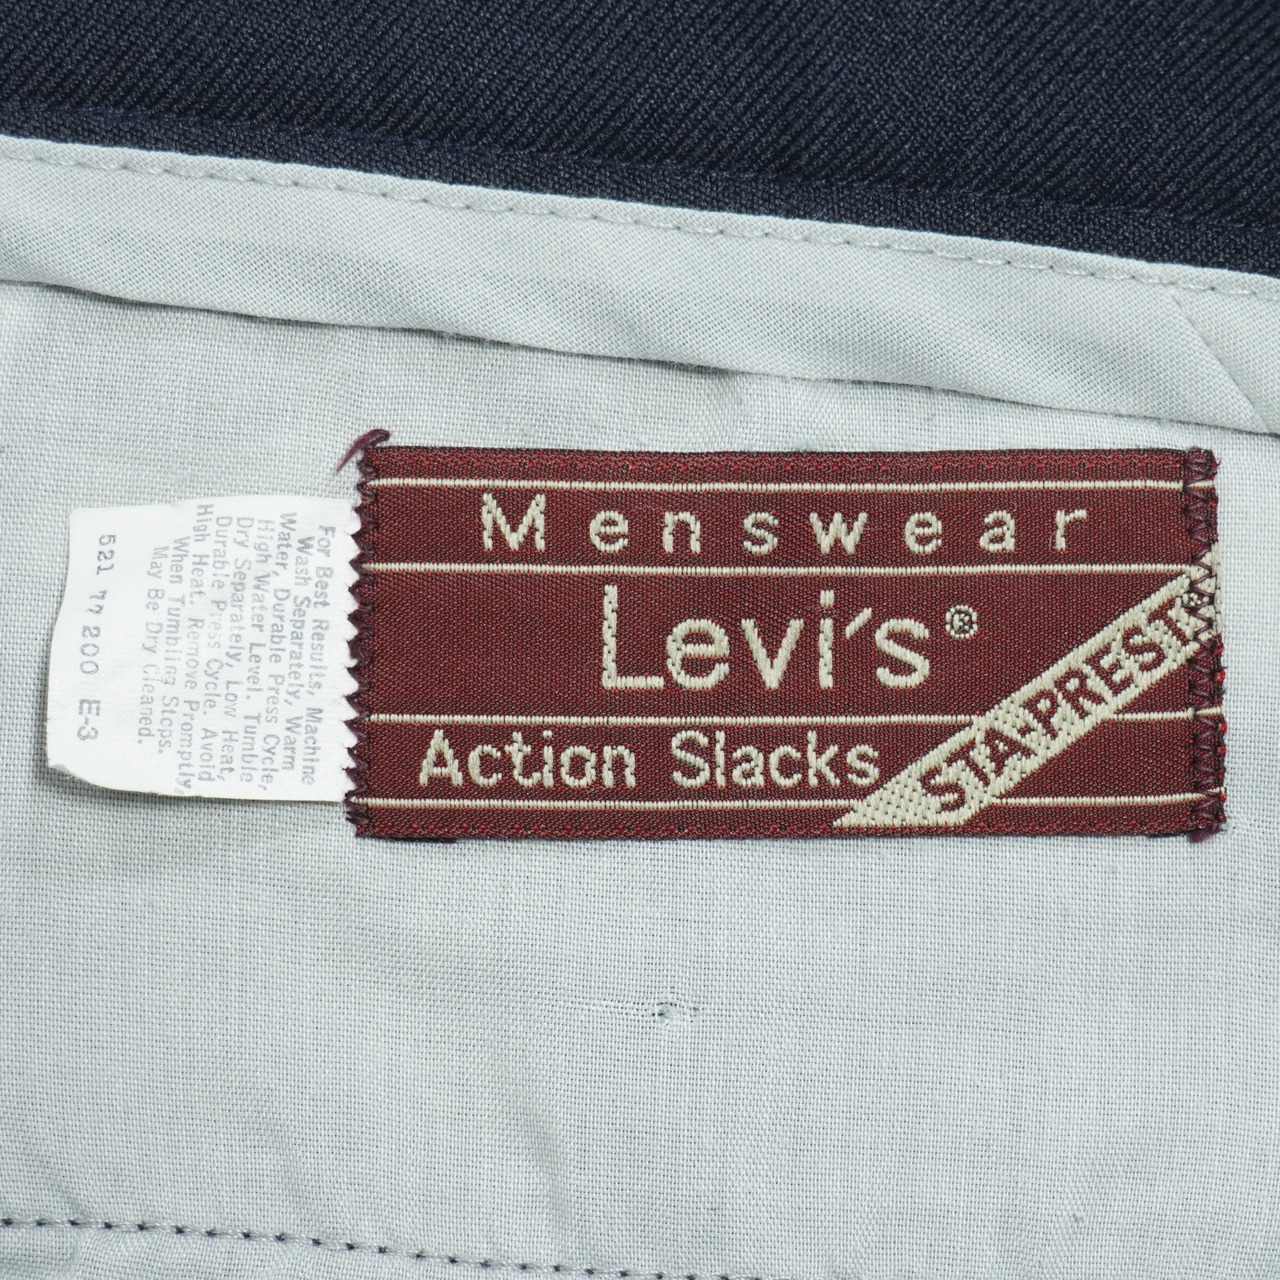 Menswear
Levi's®
Action Slacks
STA-PREST®
For Best Results, Machine
Wash Separately, Warm
Water, Durable Press Cycle,
High Water Level. Tumble
Dry Separately, Low Heat,
Durable Press Cycle. Avoid
High Heat. Remove Promptly
When Tumbling Stops.
May Be Dry Cleaned.
521 77 200 E-3